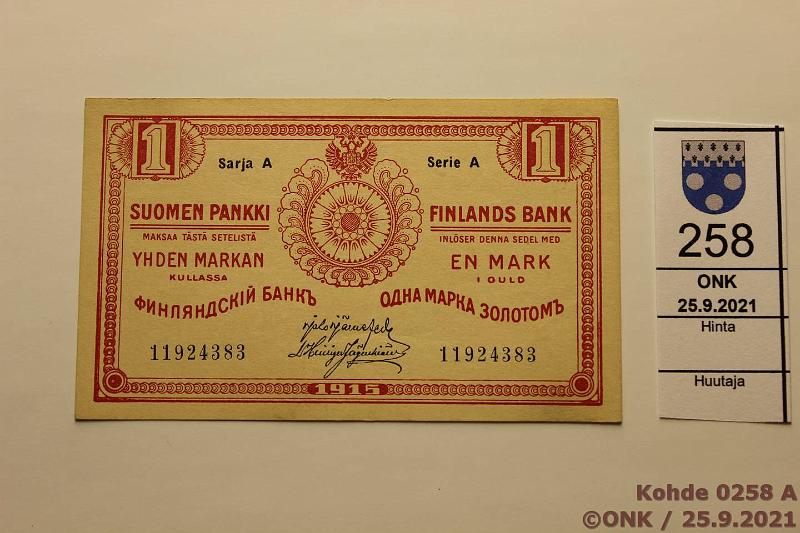 1
1
Sarja A
Serie A
SUOMEN PANKKI
MAKSAA TÄSTÄ SETELISTÄ
YHDEN MARKAN
KULLASSA
FINLANDS BANK
INLÖSER DENNA SEDEL MED
EN MARK
I GULD
ФИНЛЯНДСКІЙ БАНКЪ
ОДНА МАРКА ЗОЛОТОМЪ
11924383
11924383
1915
258
ONK
25.9.2021
Hinta
Huutaja
Kohde 0258 A
©ONK / 25.9.2021